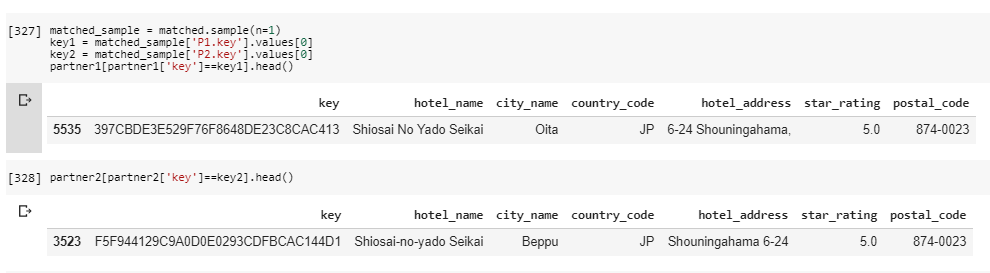 [327] matched_sample = matched.sample(n=1)
key1 = matched_sample['P1.key'].values[0]
key2 = matched_sample['P2.key'].values[0]
partner1[partner1['key']==key1].head()
key hotel_name city_name country_code hotel_address star_rating postal_code
5535 397CBDE3E529F76F8648DE23C8CAC413 Shiosai No Yado Seikai Oita JP 6-24 Shouningahama, 5.0 874-0023
[328] partner2[partner2['key']==key2].head()
key hotel_name city_name country_code hotel_address star_rating postal_code
3523 F5F944129C9A0D0E0293CDFBCAC144D1 Shiosai-no-yado Seikai Beppu JP Shouningahama 6-24 5.0 874-0023